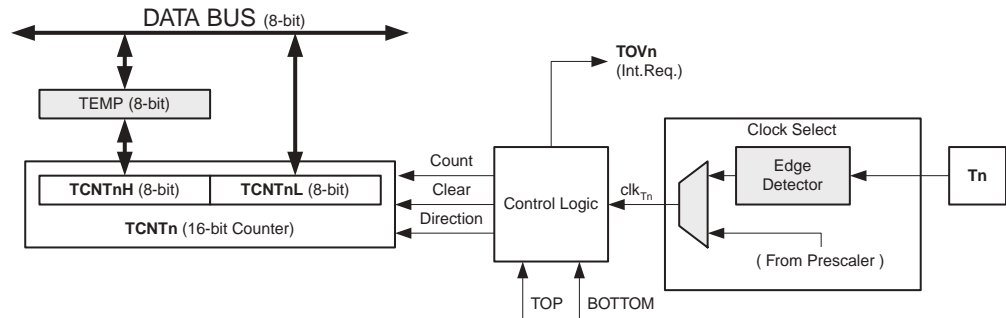 DATA BUS (8-bit)
TOVn
(Int.Req.)
TEMP (8-bit)
Clock Select
Count
Edge
Detector
Tn
TCNTnH (8-bit) TCNTnL (8-bit)
Clear
Control Logic
clkTn
TCNTn (16-bit Counter)
Direction
( From Prescaler )
TOP
BOTTOM